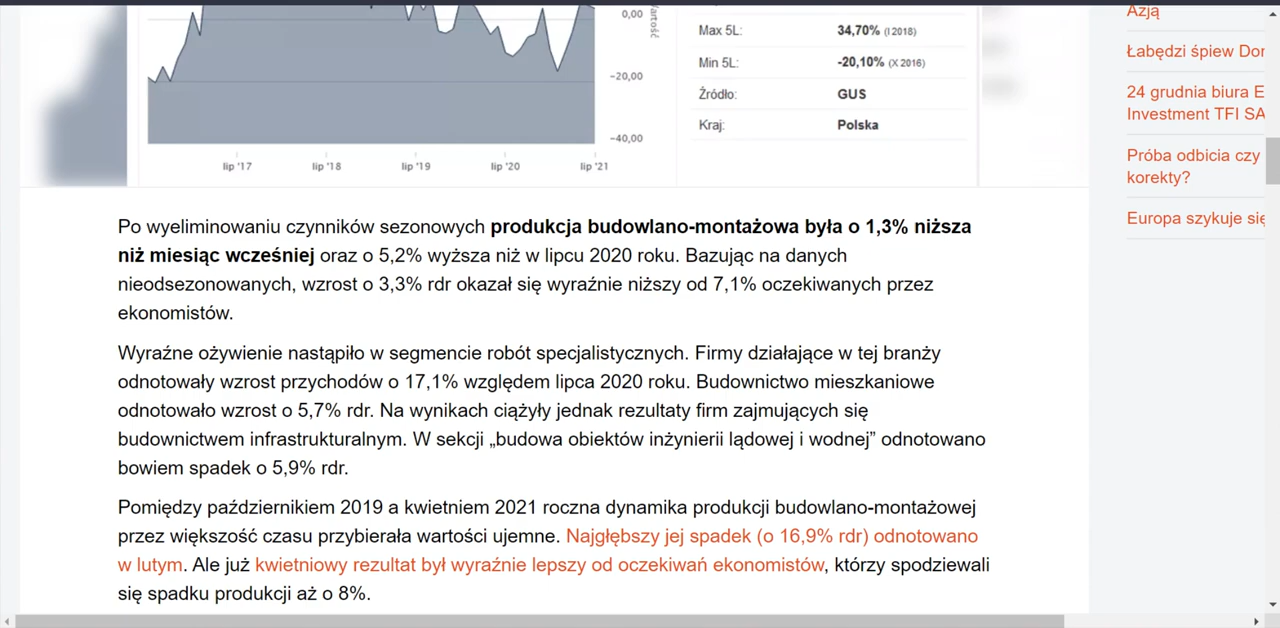 0,00
-20,00
-40,00
lip '17
lip '18
lip '19
lip '20
lip '21
Max 5L: 34,70% (I 2018)
Min 5L: -20,10% (X 2016)
Źródło: GUS
Kraj: Polska
Po wyeliminowaniu czynników sezonowych produkcja budowlano-montażowa była o 1,3% niższa
niż miesiąc wcześniej oraz o 5,2% wyższa niż w lipcu 2020 roku. Bazując na danych
nieodsezonowanych, wzrost o 3,3% rdr okazał się wyraźnie niższy od 7,1% oczekiwanych przez
ekonomistów.
Wyraźne ożywienie nastąpiło w segmencie robót specjalistycznych. Firmy działające w tej branży
odnotowały wzrost przychodów o 17,1% względem lipca 2020 roku. Budownictwo mieszkaniowe
odnotowało wzrost o 5,7% rdr. Na wynikach ciążyły jednak rezultaty firm zajmujących się
budownictwem infrastrukturalnym. W sekcji „budowa obiektów inżynierii lądowej i wodnej” odnotowano
bowiem spadek o 5,9% rdr.
Pomiędzy październikiem 2019 a kwietniem 2021 roczna dynamika produkcji budowlano-montażowej
przez większość czasu przybierała wartości ujemne. Najgłębszy jej spadek (o 16,9% rdr) odnotowano
w lutym. Ale już kwietniowy rezultat był wyraźnie lepszy od oczekiwań ekonomistów, którzy spodziewali
się spadku produkcji aż o 8%.
Azją
Łabędzi śpiew Dor
24 grudnia biura E
Investment TFI SA
Próba odbicia czy
korekty?
Europa szykuje się